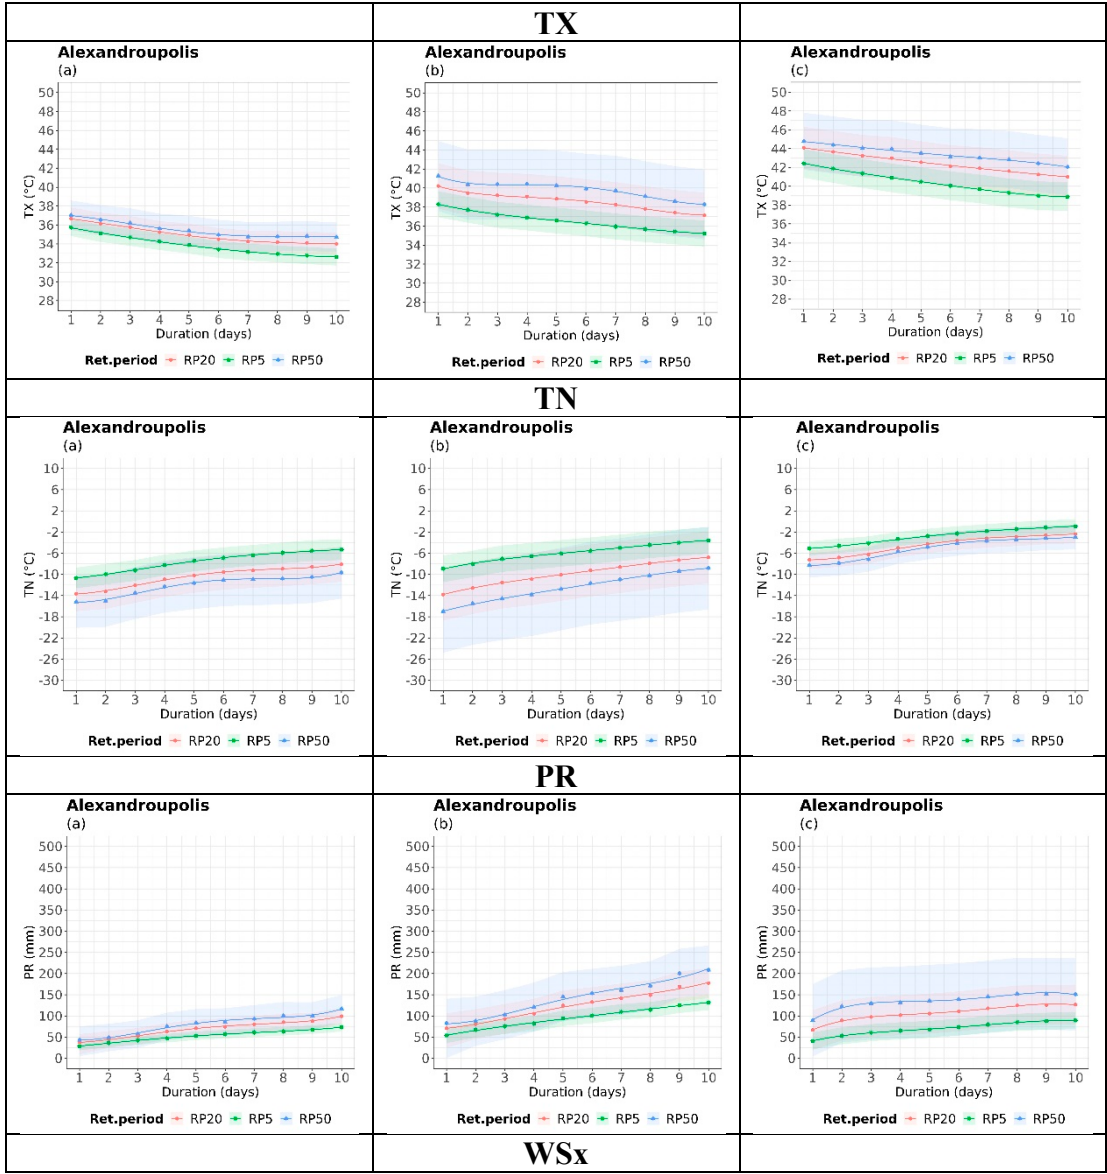 TX
Alexandroupolis
(a)
50
48
46
44
42
40
38
36
34
32
30
28
TX (°C)
1 2 3 4 5 6 7 8 9 10
Duration (days)
Ret.period RP20 RP5 RP50
Alexandroupolis
(b)
50
48
46
44
42
40
38
36
34
32
30
28
TX (°C)
1 2 3 4 5 6 7 8 9 10
Duration (days)
Ret.period RP20 RP5 RP50
Alexandroupolis
(c)
50
48
46
44
42
40
38
36
34
32
30
28
TX (°C)
1 2 3 4 5 6 7 8 9 10
Duration (days)
Ret.period RP20 RP5 RP50
TN
Alexandroupolis
(a)
10
6
2
-2
-6
-10
-14
-18
-22
-26
-30
TN (°C)
1 2 3 4 5 6 7 8 9 10
Duration (days)
Ret.period RP20 RP5 RP50
Alexandroupolis
(b)
10
6
2
-2
-6
-10
-14
-18
-22
-26
-30
TN (°C)
1 2 3 4 5 6 7 8 9 10
Duration (days)
Ret.period RP20 RP5 RP50
Alexandroupolis
(c)
10
6
2
-2
-6
-10
-14
-18
-22
-26
-30
TN (°C)
1 2 3 4 5 6 7 8 9 10
Duration (days)
Ret.period RP20 RP5 RP50
PR
Alexandroupolis
(a)
500
450
400
350
300
250
200
150
100
50
0
PR (mm)
1 2 3 4 5 6 7 8 9 10
Duration (days)
Ret.period RP20 RP5 RP50
Alexandroupolis
(b)
500
450
400
350
300
250
200
150
100
50
0
PR (mm)
1 2 3 4 5 6 7 8 9 10
Duration (days)
Ret.period RP20 RP5 RP50
Alexandroupolis
(c)
500
450
400
350
300
250
200
150
100
50
0
PR (mm)
1 2 3 4 5 6 7 8 9 10
Duration (days)
Ret.period RP20 RP5 RP50
WSx